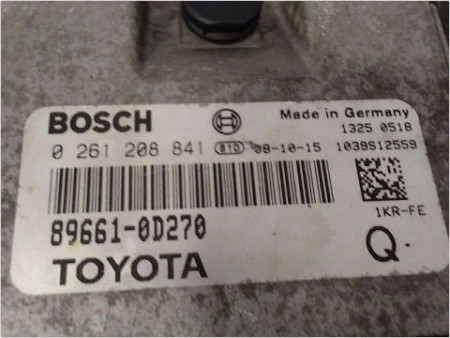 BOSCH Made in Germany
1325 0518
0 261 208 841 810 08-10-15 1039S12559
89661-0D270 1KR-FE
TOYOTA Q